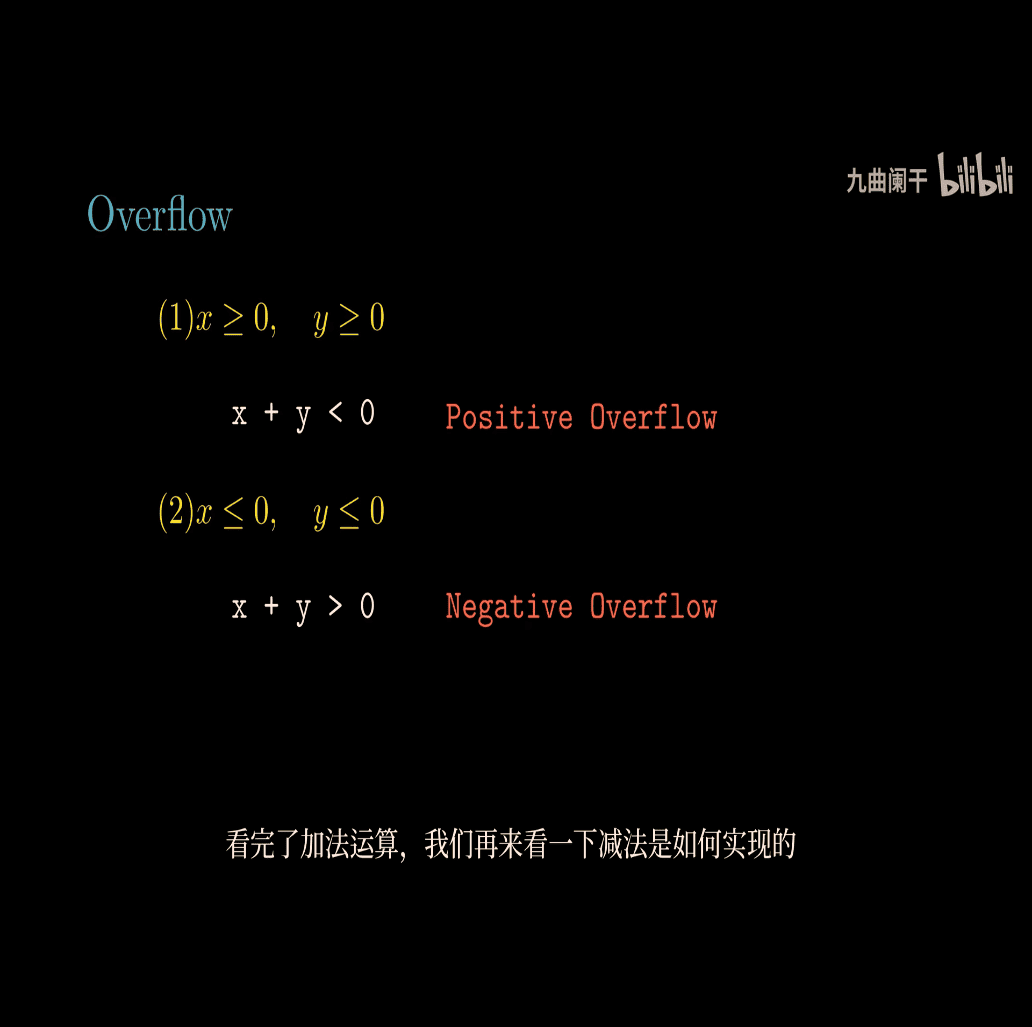 九曲阑干 bilibili
Overflow
(1)x ≥ 0, y ≥ 0
x + y < 0 Positive Overflow
(2)x ≤ 0, y ≤ 0
x + y > 0 Negative Overflow
看完了加法运算，我们再来看一下减法是如何实现的